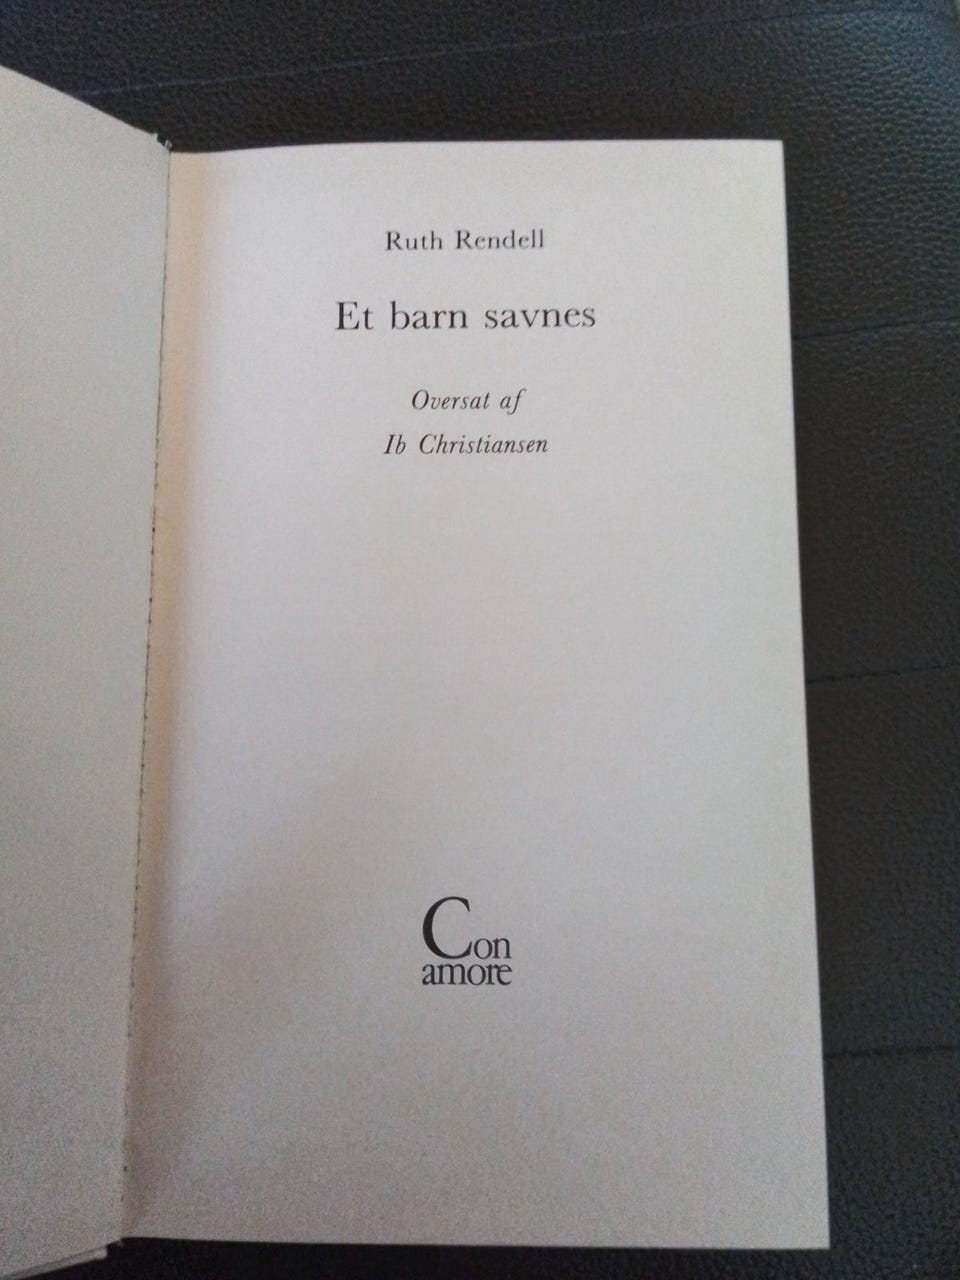 Ruth Rendell
Et barn savnes
Oversat af
Ib Christiansen
Con
amore